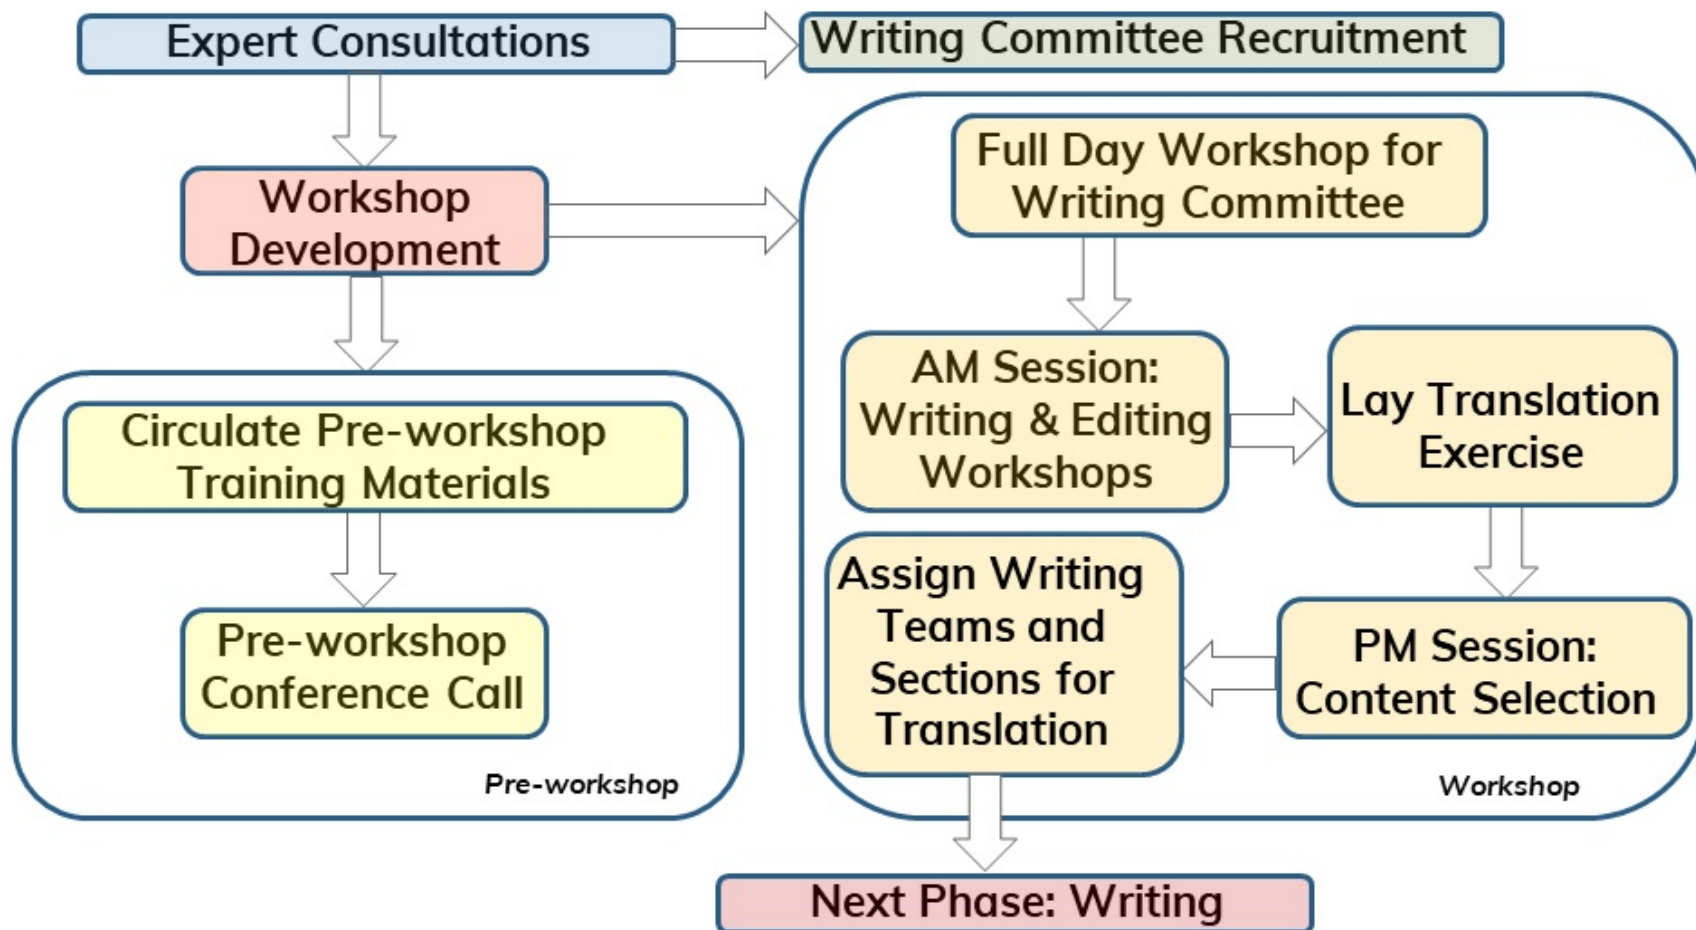 Expert Consultations
Writing Committee Recruitment
Workshop
Development
Circulate Pre-workshop
Training Materials
Pre-workshop
Conference Call
Pre-workshop
Full Day Workshop for
Writing Committee
AM Session:
Writing & Editing
Workshops
Lay Translation
Exercise
PM Session:
Content Selection
Assign Writing
Teams and
Sections for
Translation
Workshop
Next Phase: Writing